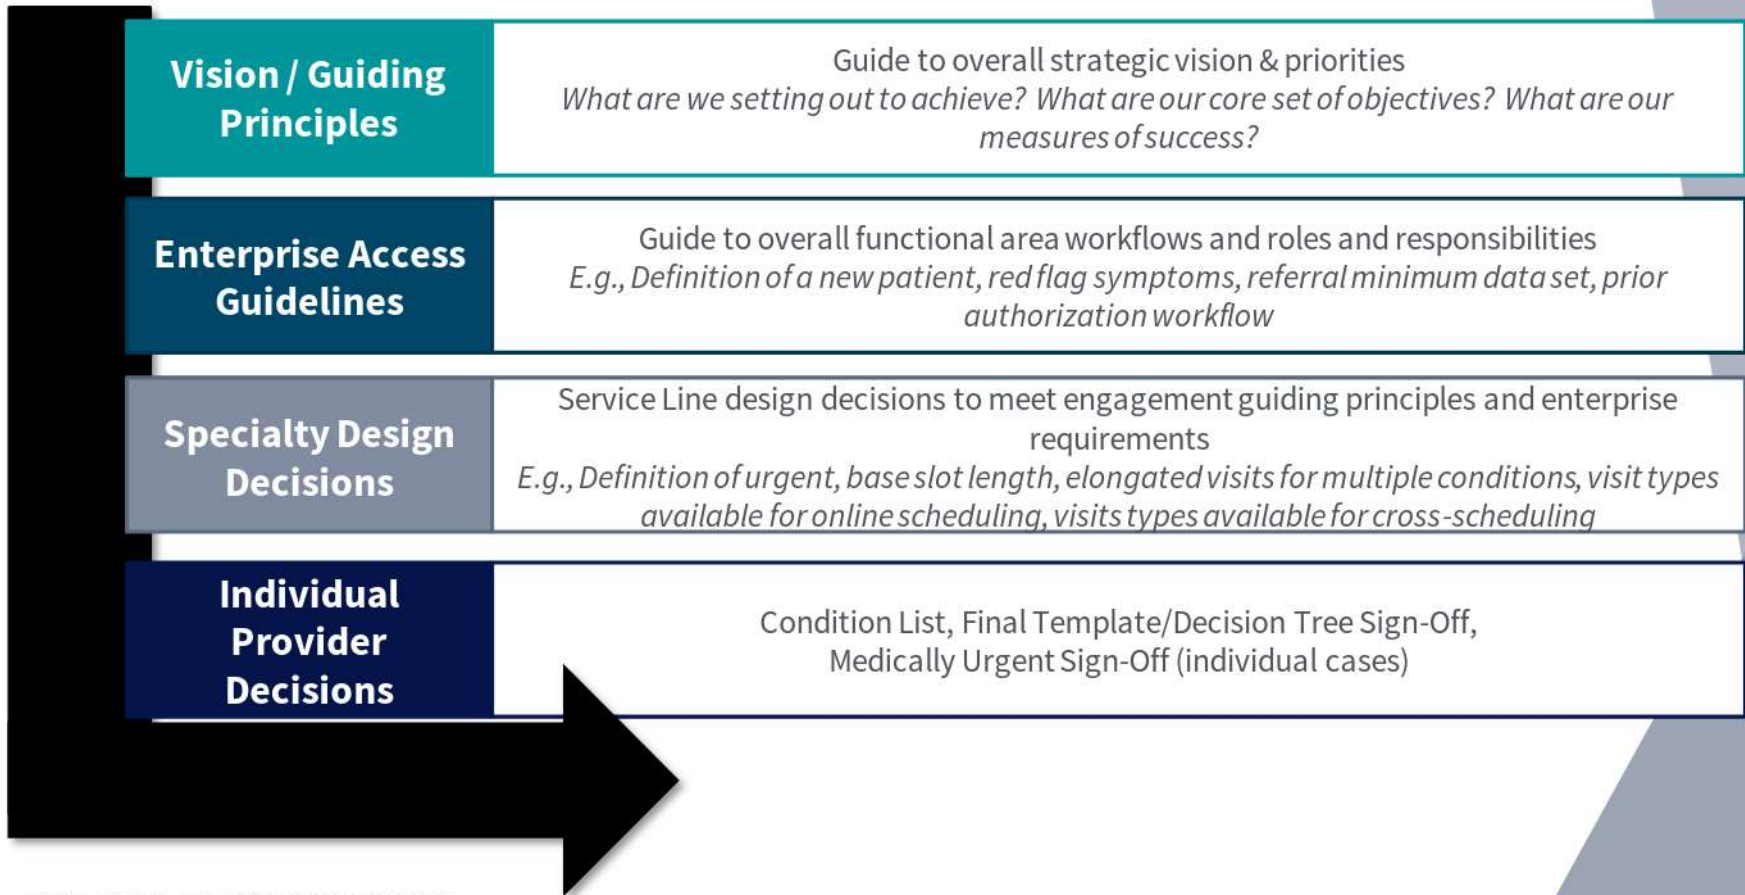 Vision / Guiding
Principles
Guide to overall strategic vision & priorities
What are we setting out to achieve? What are our core set of objectives? What are our
measures of success?
Enterprise Access
Guidelines
Guide to overall functional area workflows and roles and responsibilities
E.g., Definition of a new patient, red flag symptoms, referral minimum data set, prior
authorization workflow
Specialty Design
Decisions
Service Line design decisions to meet engagement guiding principles and enterprise
requirements
E.g., Definition of urgent, base slot length, elongated visits for multiple conditions, visit types
available for online scheduling, visits types available for cross-scheduling
Individual
Provider
Decisions
Condition List, Final Template/Decision Tree Sign-Off,
Medically Urgent Sign-Off (individual cases)